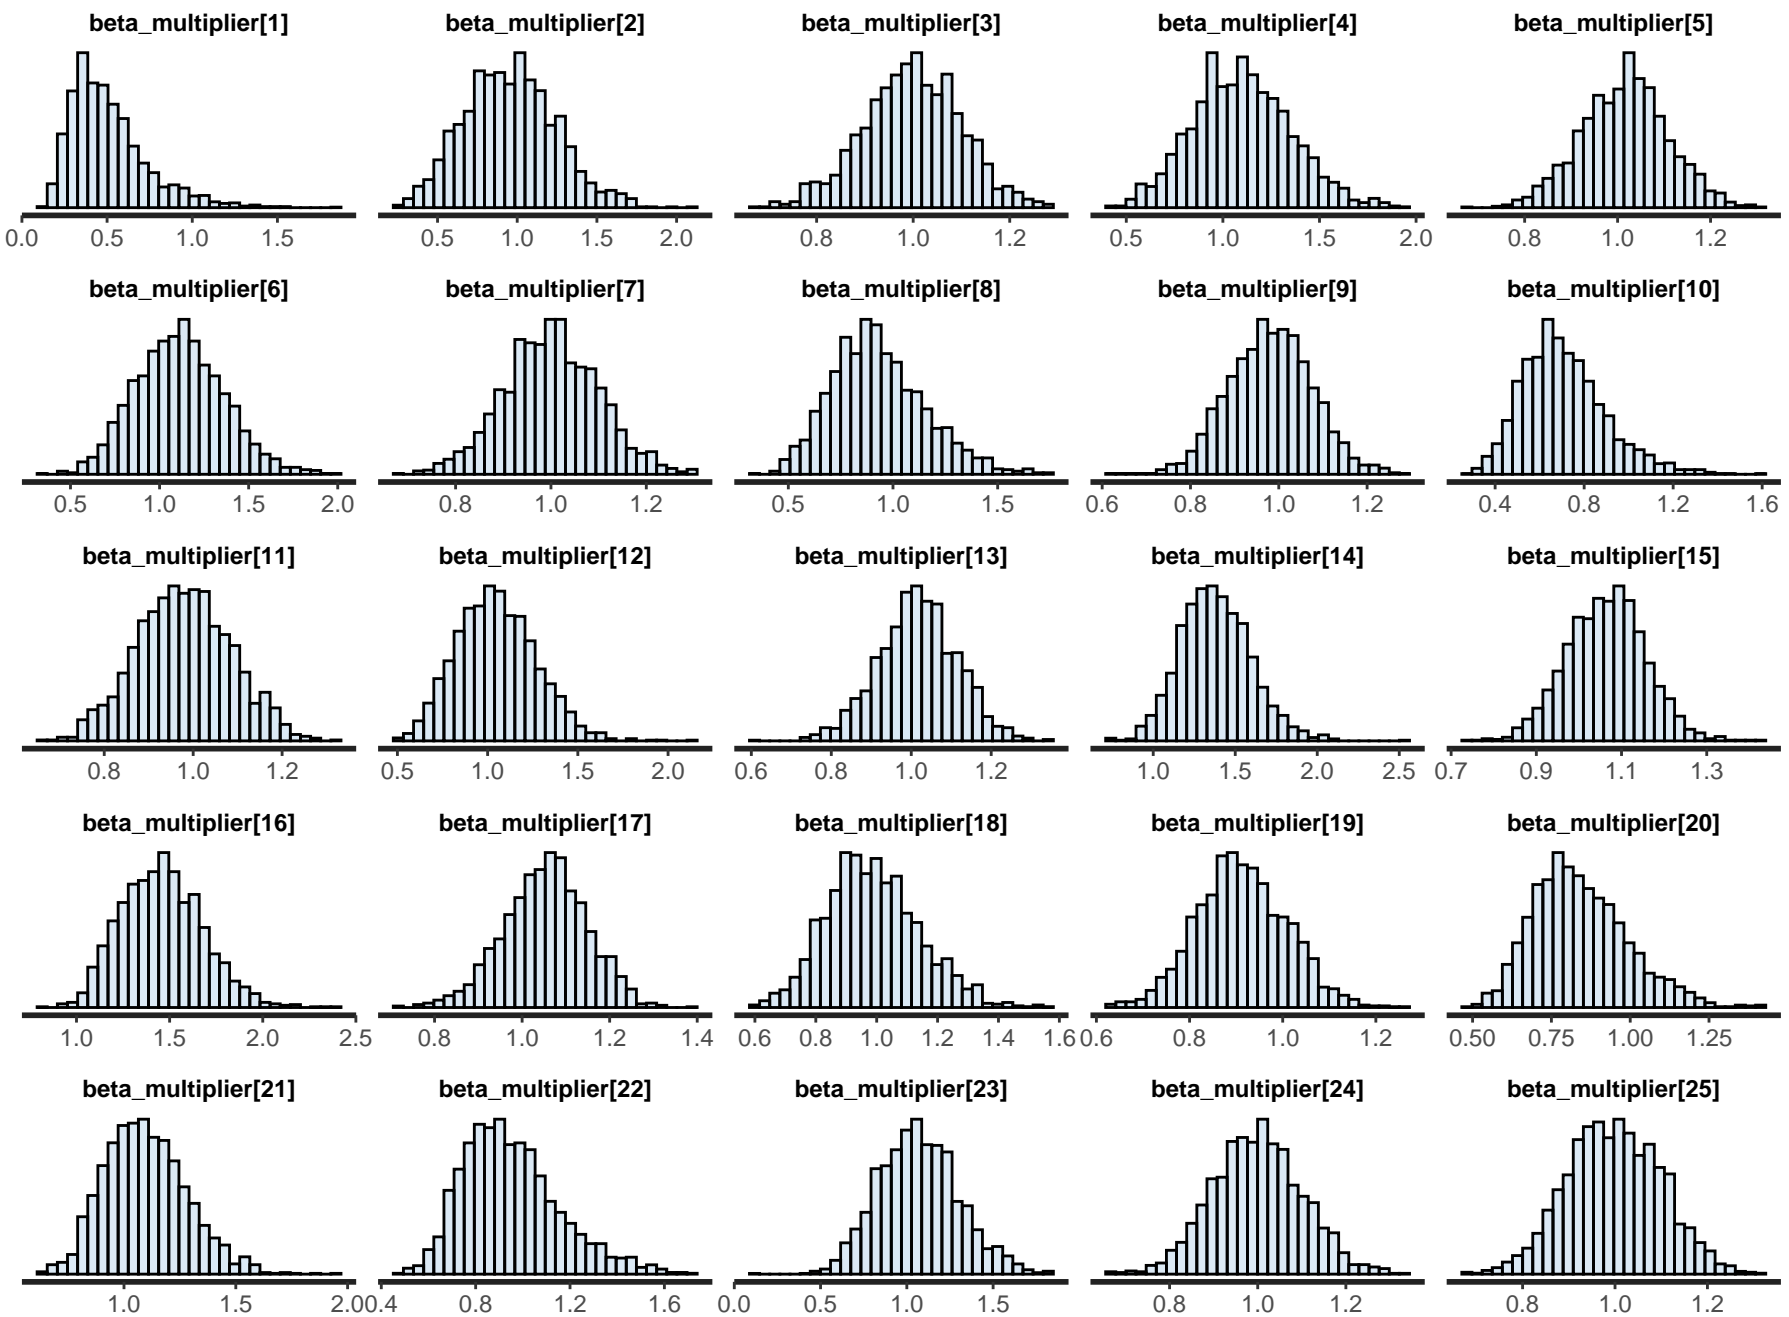 beta_multiplier[1] beta_multiplier[2] beta_multiplier[3] beta_multiplier[4] beta_multiplier[5]
0.0 0.5 1.0 1.5 0.5 1.0 1.5 2.0 0.8 1.0 1.2 0.5 1.0 1.5 2.0 0.8 1.0 1.2
beta_multiplier[6] beta_multiplier[7] beta_multiplier[8] beta_multiplier[9] beta_multiplier[10]
0.5 1.0 1.5 2.0 0.8 1.0 1.2 0.5 1.0 1.5 0.6 0.8 1.0 1.2 0.4 0.8 1.2 1.6
beta_multiplier[11] beta_multiplier[12] beta_multiplier[13] beta_multiplier[14] beta_multiplier[15]
0.8 1.0 1.2 0.5 1.0 1.5 2.0 0.6 0.8 1.0 1.2 1.0 1.5 2.0 2.5 0.7 0.9 1.1 1.3
beta_multiplier[16] beta_multiplier[17] beta_multiplier[18] beta_multiplier[19] beta_multiplier[20]
1.0 1.5 2.0 2.5 0.8 1.0 1.2 1.4 0.6 0.8 1.0 1.2 1.4 1.6 0.6 0.8 1.0 1.2 0.50 0.75 1.00 1.25
beta_multiplier[21] beta_multiplier[22] beta_multiplier[23] beta_multiplier[24] beta_multiplier[25]
1.0 1.5 2.0 0.4 0.8 1.2 1.6 0.0 0.5 1.0 1.5 0.8 1.0 1.2 0.8 1.0 1.2